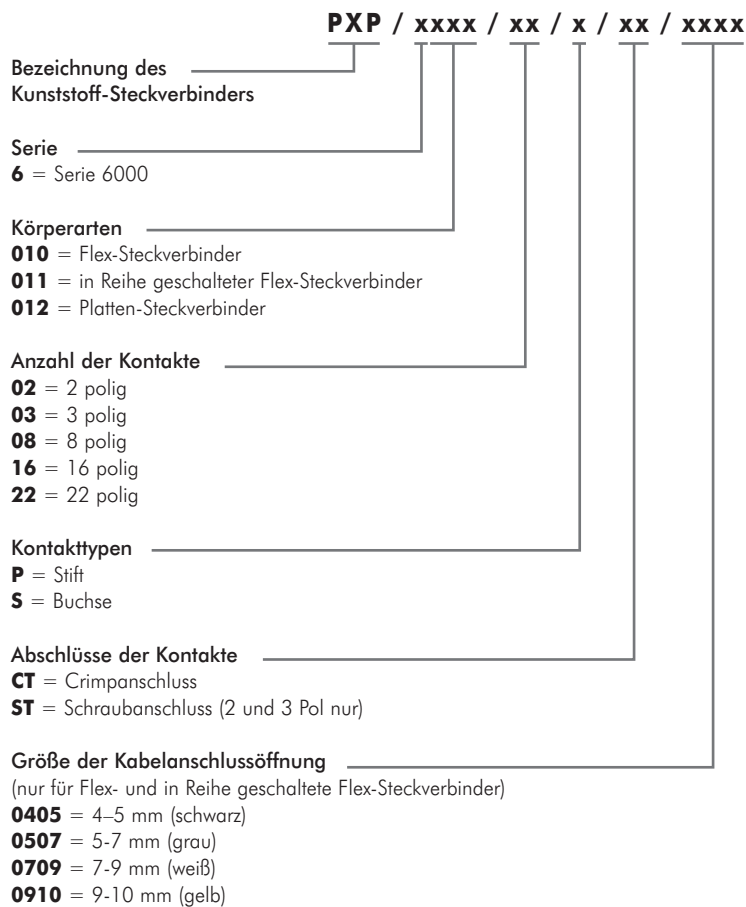 PXP / xxxx / xx / x / xx / xxxx
Bezeichnung des
Kunststoff-Steckverbinders
Serie
6 = Serie 6000
Körperarten
010 = Flex-Steckverbinder
011 = in Reihe geschalteter Flex-Steckverbinder
012 = Platten-Steckverbinder
Anzahl der Kontakte
02 = 2 polig
03 = 3 polig
08 = 8 polig
16 = 16 polig
22 = 22 polig
Kontakttypen
P = Stift
S = Buchse
Abschlüsse der Kontakte
CT = Crimpanschluss
ST = Schraubanschluss (2 und 3 Pol nur)
Größe der Kabelanschlussöffnung
(nur für Flex- und in Reihe geschaltete Flex-Steckverbinder)
0405 = 4–5 mm (schwarz)
0507 = 5-7 mm (grau)
0709 = 7-9 mm (weiß)
0910 = 9-10 mm (gelb)